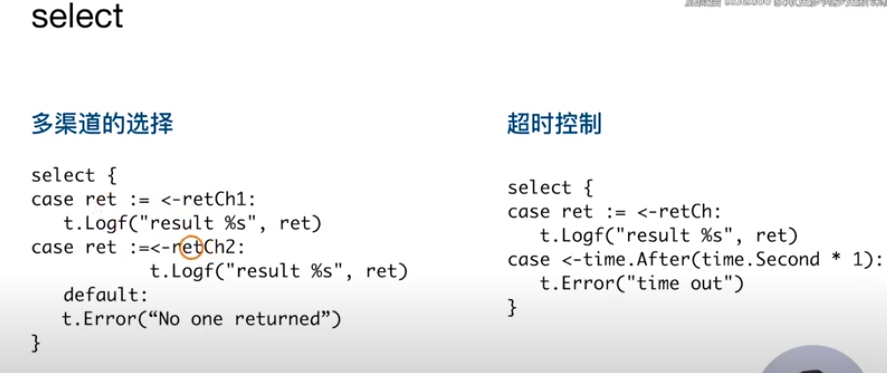 select
多渠道的选择
select {
case ret := <-retCh1:
t.Logf("result %s", ret)
case ret :=<-retCh2:
t.Logf("result %s", ret)
default:
t.Error(“No one returned”)
}
超时控制
select {
case ret := <-retCh:
t.Logf("result %s", ret)
case <-time.After(time.Second * 1):
t.Error("time out")
}